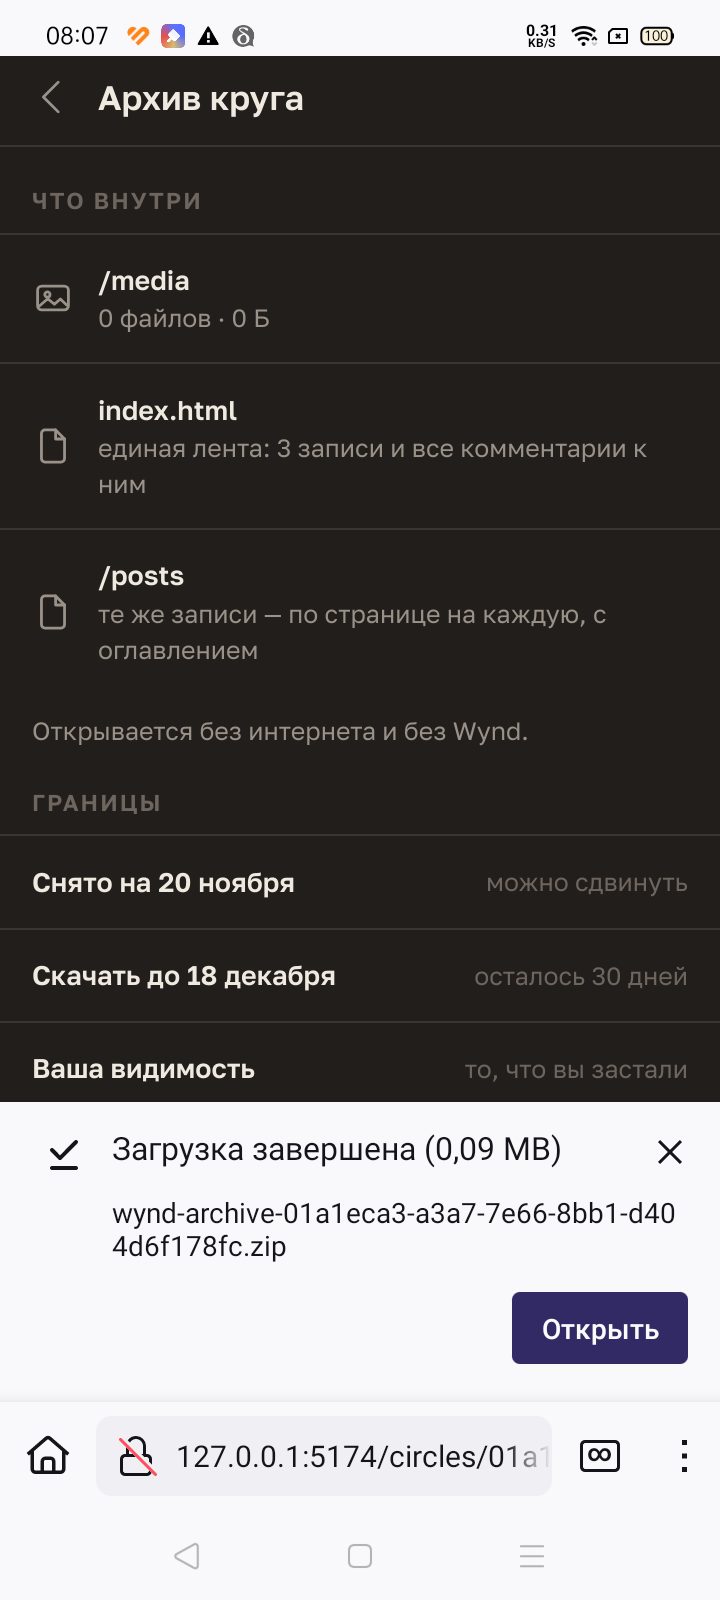 08:07
0.31
KB/S
100
Архив круга
ЧТО ВНУТРИ
/media
0 файлов · 0 Б
index.html
единая лента: 3 записи и все комментарии к
ним
/posts
те же записи — по странице на каждую, с
оглавлением
Открывается без интернета и без Wynd.
ГРАНИЦЫ
Снято на 20 ноября
можно сдвинуть
Скачать до 18 декабря
осталось 30 дней
Ваша видимость
то, что вы застали
Загрузка завершена (0,09 MB)
wynd-archive-01a1eca3-a3a7-7e66-8bb1-d40
4d6f178fc.zip
Открыть
127.0.0.1:5174/circles/01a1